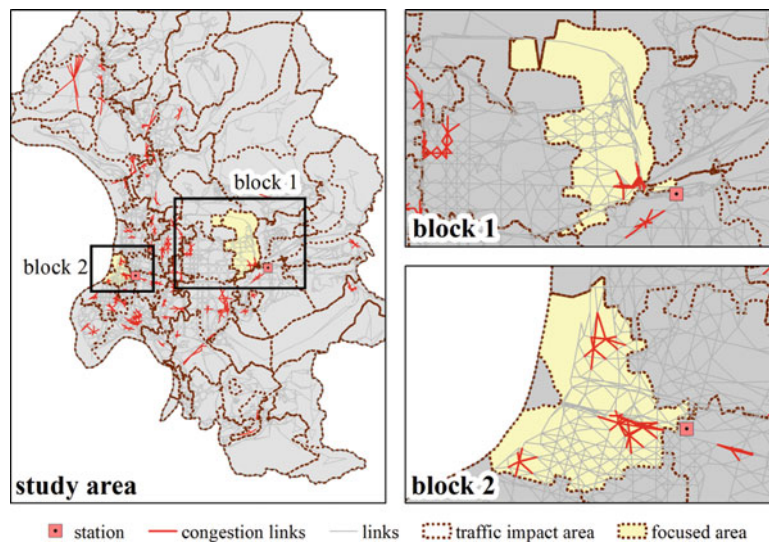 block 1
block 2
study area
block 1
block 2
station
congestion links
links
traffic impact area
focused area